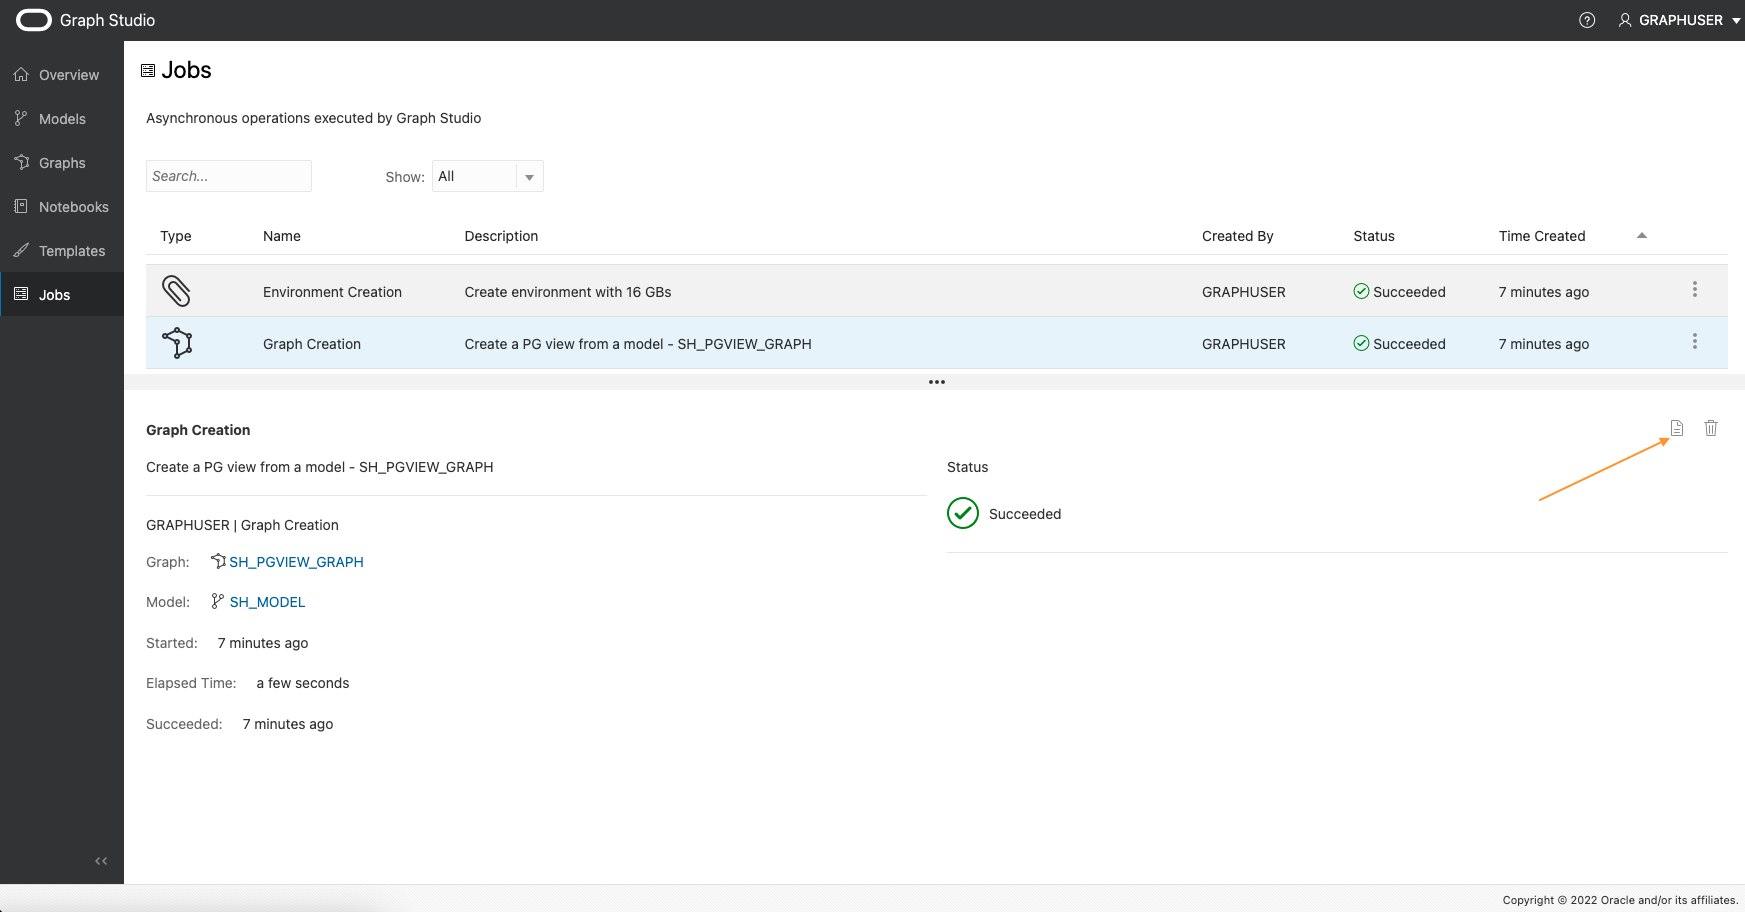 Graph Studio
GRAPHUSER
Overview
Models
Graphs
Notebooks
Templates
Jobs
Jobs
Asynchronous operations executed by Graph Studio
Search...
Show: All
Type Name Description Created By Status Time Created
Environment Creation Create environment with 16 GBs GRAPHUSER Succeeded 7 minutes ago
Graph Creation Create a PG view from a model - SH_PGVIEW_GRAPH GRAPHUSER Succeeded 7 minutes ago
Graph Creation
Create a PG view from a model - SH_PGVIEW_GRAPH
GRAPHUSER | Graph Creation
Graph: SH_PGVIEW_GRAPH
Model: SH_MODEL
Started: 7 minutes ago
Elapsed Time: a few seconds
Succeeded: 7 minutes ago
Status
Succeeded
Copyright © 2022 Oracle and/or its affiliates.